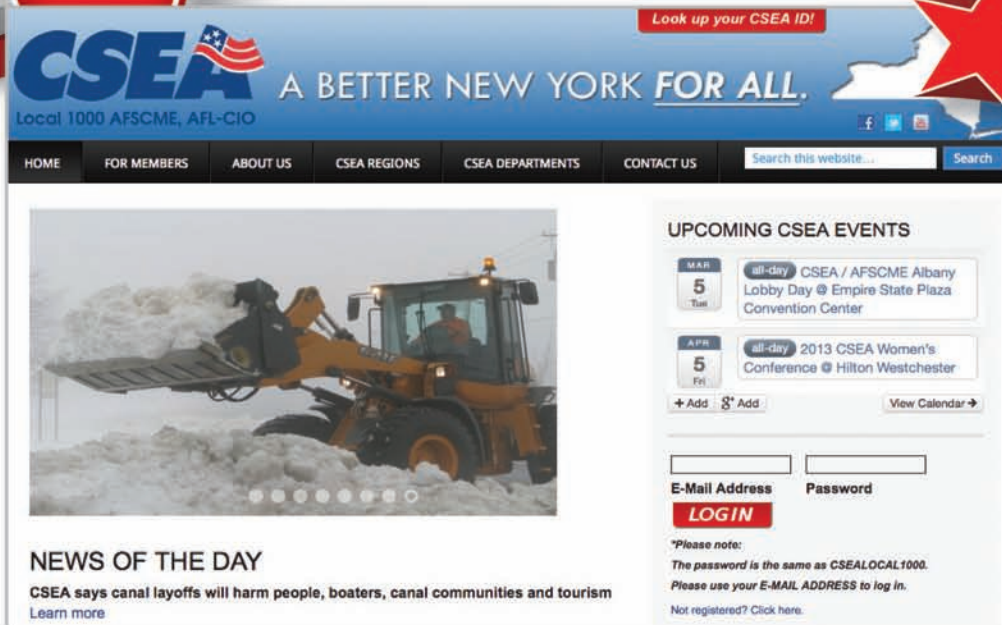 Look up your CSEA ID!
CSEA
Local 1000 AFSCME, AFL-CIO
A BETTER NEW YORK FOR ALL.
HOME
FOR MEMBERS
ABOUT US
CSEA REGIONS
CSEA DEPARTMENTS
CONTACT US
Search this website...
Search
CASE
UPCOMING CSEA EVENTS
MAR
5
Tue
all-day CSEA / AFSCME Albany
Lobby Day @ Empire State Plaza
Convention Center
APR
5
Fri
all-day 2013 CSEA Women's
Conference @ Hilton Westchester
+ Add
g+ Add
View Calendar →
E-Mail Address
Password
LOGIN
*Please note:
The password is the same as CSEALOCAL1000.
Please use your E-MAIL ADDRESS to log in.
Not registered? Click here.
NEWS OF THE DAY
CSEA says canal layoffs will harm people, boaters, canal communities and tourism
Learn more